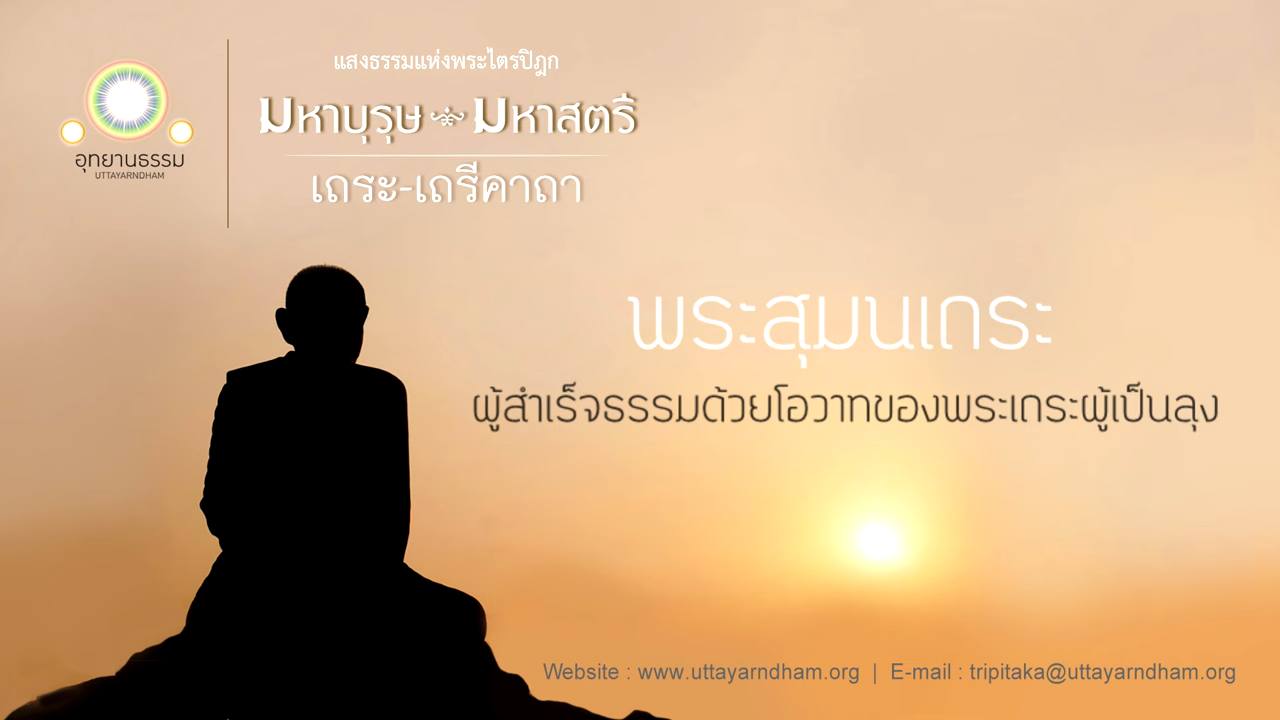 แสงธรรมแห่งพระไตรปิฎก
มหาบุรุษ มหาสตรี
เถระ-เถรีคาถา
อุทยานธรรม
UTTAYARNDHAM
พระสุมนเถระ
ผู้สำเร็จธรรมด้วยโอวาทของพระเถระผู้เป็นลุง
Website : www.uttayarndham.org | E-mail : tripitaka@uttayarndham.org